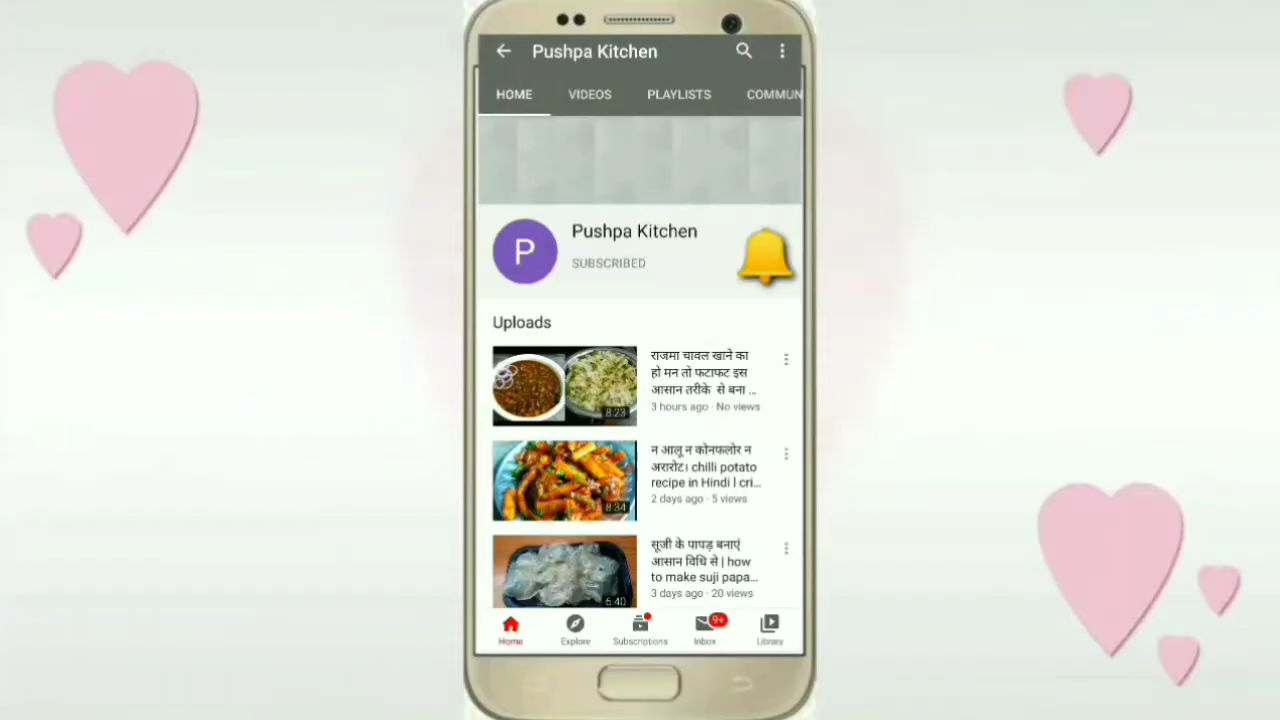 Pushpa Kitchen
HOME VIDEOS PLAYLISTS COMMUN
P
Pushpa Kitchen
SUBSCRIBED
Uploads
राजमा चावल खाने का
हो मन तो फटाफट इस
आसान तरीके से बना ...
3 hours ago · No views
8:23
न आलू न कोनफलोर न
अरारोट। chilli potato
recipe in Hindi l cri...
2 days ago · 5 views
8:34
सूजी के पापड़ बनाएं
आसान विधि से | how
to make suji papa...
3 days ago · 20 views
6:40
9+
Home Explore Subscriptions Inbox Library